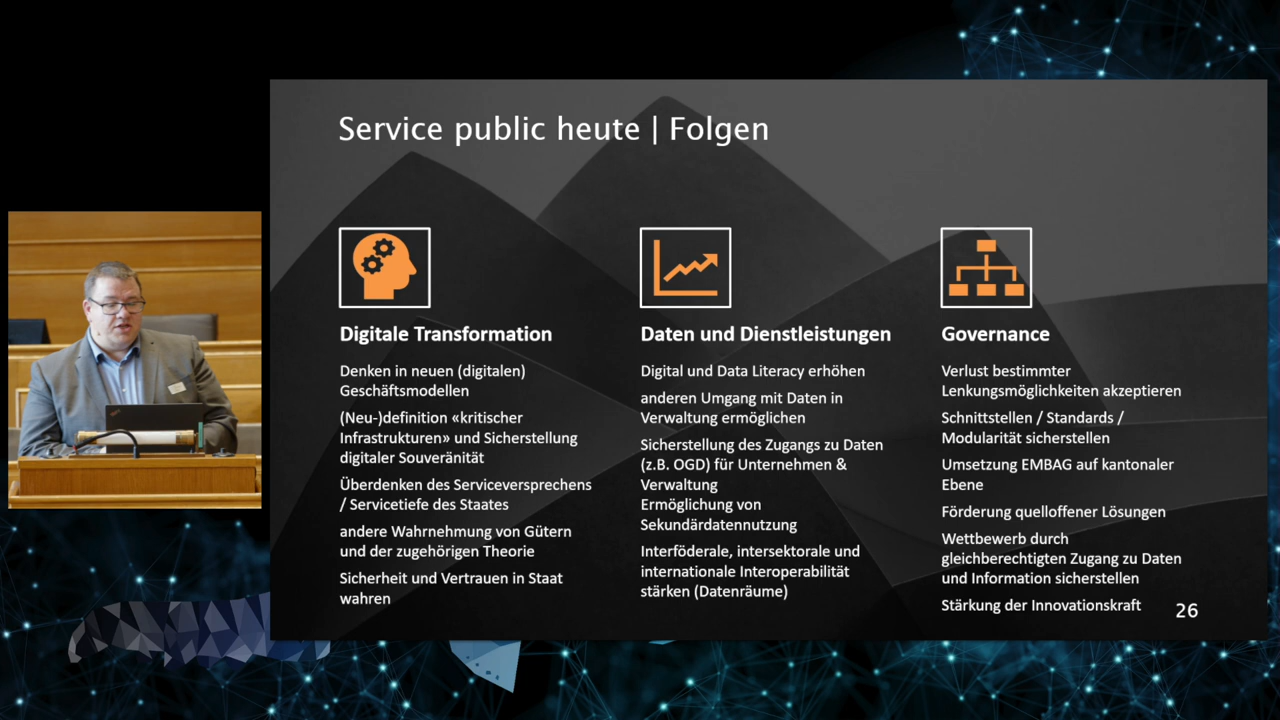 Service public heute | Folgen
Digitale Transformation
Denken in neuen (digitalen)
Geschäftsmodellen
(Neu-)definition «kritischer
Infrastrukturen» und Sicherstellung
digitaler Souveränität
Überdenken des Serviceversprechens
/ Servicetiefe des Staates
andere Wahrnehmung von Gütern
und der zugehörigen Theorie
Sicherheit und Vertrauen in Staat
wahren
Daten und Dienstleistungen
Digital und Data Literacy erhöhen
anderen Umgang mit Daten in
Verwaltung ermöglichen
Sicherstellung des Zugangs zu Daten
(z.B. OGD) für Unternehmen &
Verwaltung
Ermöglichung von
Sekundärdatennutzung
Interföderale, intersektorale und
internationale Interoperabilität
stärken (Datenräume)
Governance
Verlust bestimmter
Lenkungsmöglichkeiten akzeptieren
Schnittstellen / Standards /
Modularität sicherstellen
Umsetzung EMBAG auf kantonaler
Ebene
Förderung quelloffener Lösungen
Wettbewerb durch
gleichberechtigten Zugang zu Daten
und Information sicherstellen
Stärkung der Innovationskraft
26